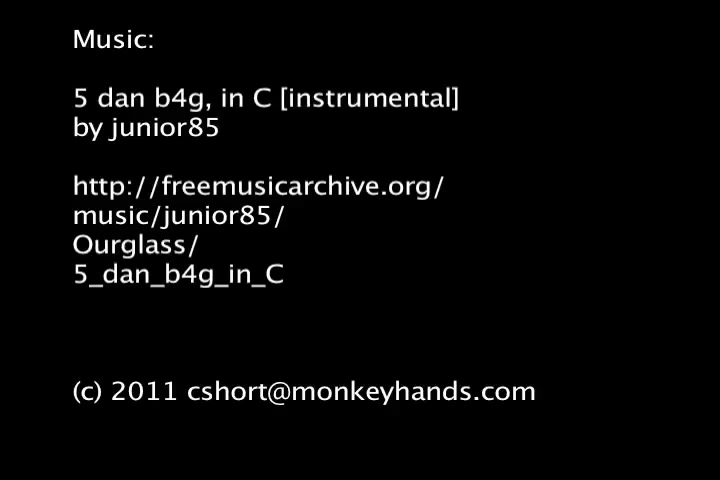 Music:
5 dan b4g, in C [instrumental]
by junior85
http://freemusicarchive.org/
music/junior85/
Ourglass/
5_dan_b4g_in_C
(c) 2011 cshort@monkeyhands.com